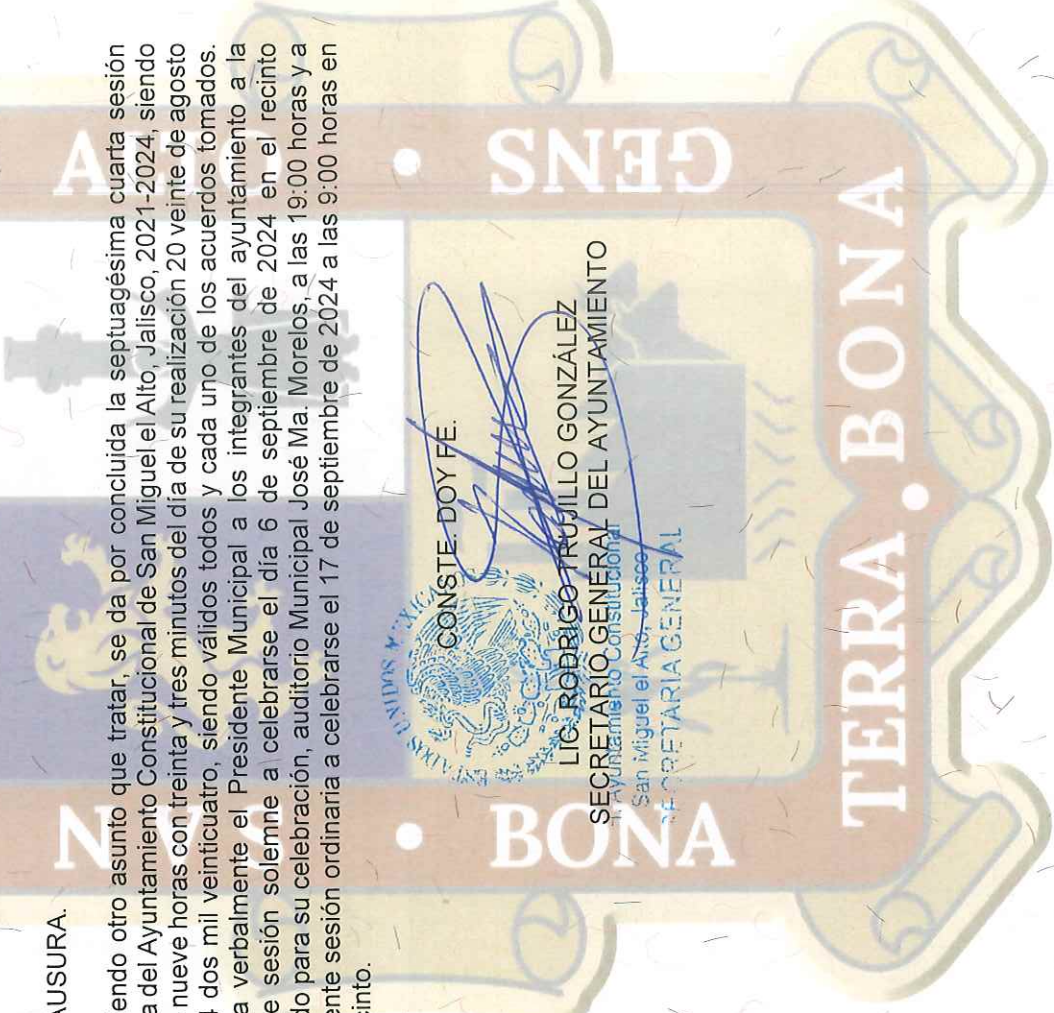 AUSURA.
endo otro asunto que tratar, se da por concluida la septuagésima cuarta sesión
a del Ayuntamiento Constitucional de San Miguel el Alto, Jalisco, 2021-2024, siendo
nueve horas con treinta y tres minutos del día de su realización 20 veinte de agosto
4 dos mil veinticuatro, siendo válidos todos y cada uno de los acuerdos tomados.
a verbalmente el Presidente Municipal a los integrantes del ayuntamiento a la
e sesión solemne a celebrarse el día 6 de septiembre de 2024 en el recinto
do para su celebración, auditorio Municipal José Ma. Morelos, a las 19:00 horas y a
ente sesión ordinaria a celebrarse el 17 de septiembre de 2024 a las 9:00 horas en
cinto.
CONSTE. DOY FE.
LIC. RODRIGO TRUJILLO GONZÁLEZ
SECRETARIO GENERAL DEL AYUNTAMIENTO
UNIDOS
Ayuntamiento Constitucional
San Miguel el Alto, Jalisco
SECRETARIA GENERAL
SAN
BONA
TERRA • BONA
GENS
ALTA